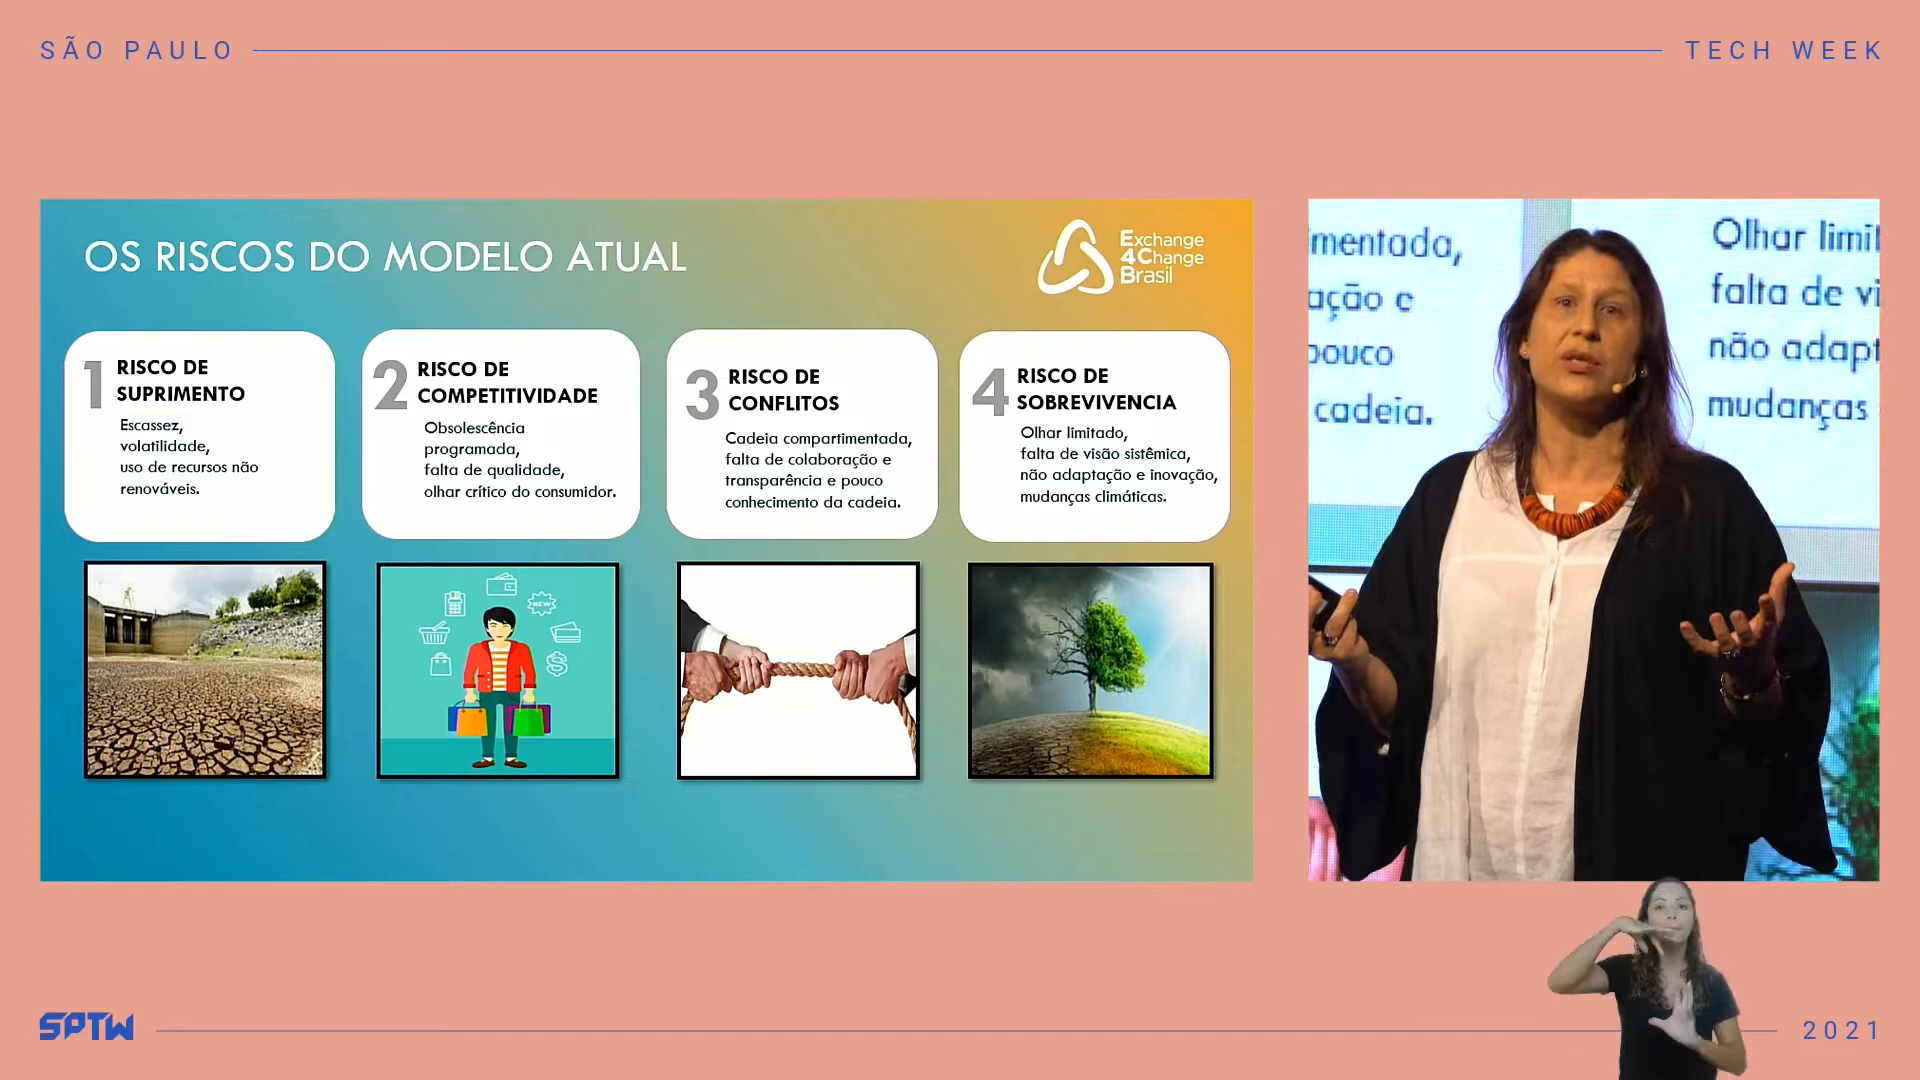 SÃO PAULO
TECH WEEK
OS RISCOS DO MODELO ATUAL
Exchange
4Change
Brasil
1 RISCO DE
SUPRIMENTO
Escassez,
volatilidade,
uso de recursos não
renováveis.
2 RISCO DE
COMPETITIVIDADE
Obsolescência
programada,
falta de qualidade,
olhar crítico do consumidor.
3 RISCO DE
CONFLITOS
Cadeia compartimentada,
falta de colaboração e
transparência e pouco
conhecimento da cadeia.
4 RISCO DE
SOBREVIVENCIA
Olhar limitado,
falta de visão sistêmica,
não adaptação e inovação,
mudanças climáticas.
NEW
$
mentada,
ação e
pouco
cadeia.
Olhar limit
falta de vi
não adapt
mudanças
SPTW
2021